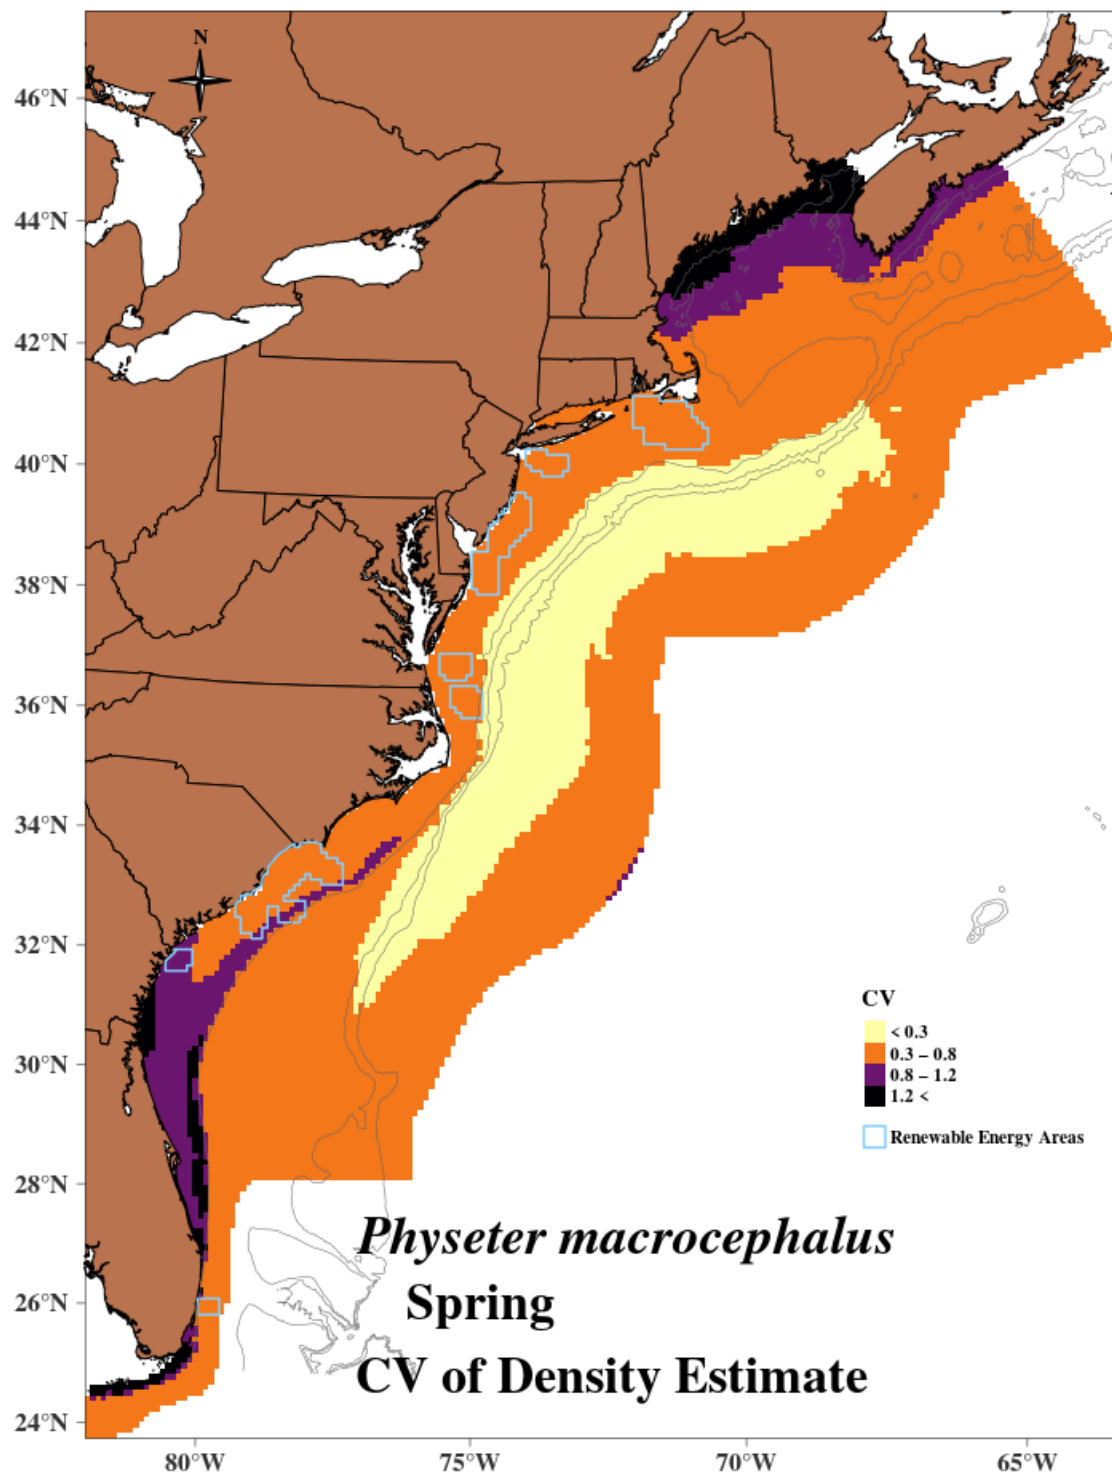 N
46°N
44°N
42°N
40°N
38°N
36°N
34°N
32°N
30°N
28°N
26°N
24°N
CV
< 0.3
0.3 – 0.8
0.8 – 1.2
1.2 <
Renewable Energy Areas
Physeter macrocephalus
Spring
CV of Density Estimate
80°W
75°W
70°W
65°W